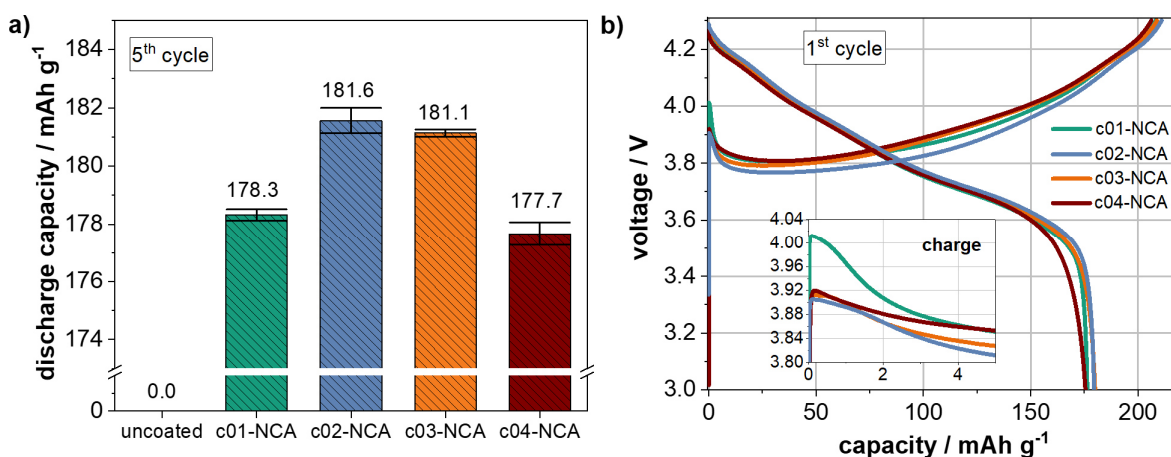 a)
5th cycle
discharge capacity / mAh g-1
184
182
180
178
176
174
0
0.0
178.3
181.6
181.1
177.7
uncoated c01-NCA c02-NCA c03-NCA c04-NCA
b)
1st cycle
voltage / V
4.2
4.0
3.8
3.6
3.4
3.2
3.0
c01-NCA
c02-NCA
c03-NCA
c04-NCA
charge
4.04
4.00
3.96
3.92
3.88
3.84
3.80
0 2 4
0 50 100 150 200
capacity / mAh g-1